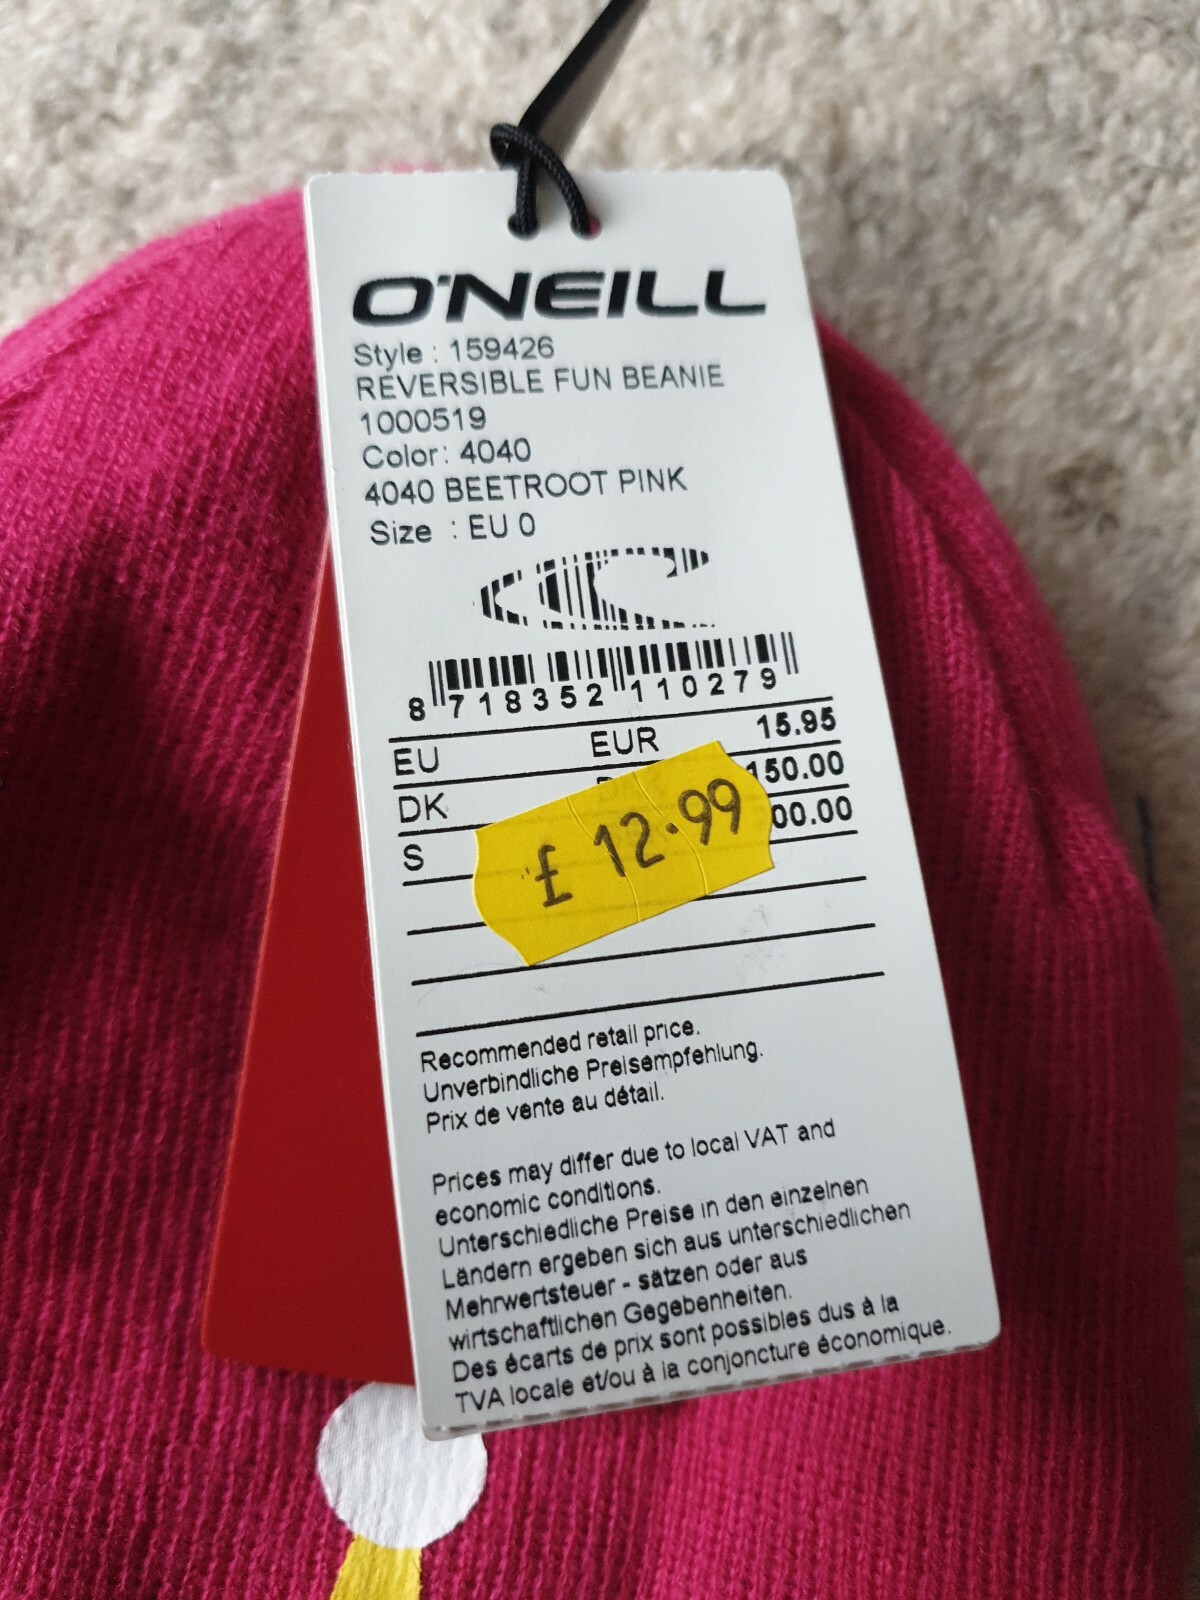 O'NEILL
Style : 159426
REVERSIBLE FUN BEANIE
1000519
Color: 4040
4040 BEETROOT PINK
Size : EU 0
8 718352 110279
EU EUR 15.95
DK 150.00
S 00.00
£ 12.99
Recommended retail price.
Unverbindliche Preisempfehlung.
Prix de vente au détail.
Prices may differ due to local VAT and
economic conditions.
Unterschiedliche Preise in den einzelnen
Ländern ergeben sich aus unterschiedlichen
Mehrwertsteuer - sätzen oder aus
wirtschaftlichen Gegebenheiten.
Des écarts de prix sont possibles dus à la
TVA locale et/ou à la conjoncture économique.